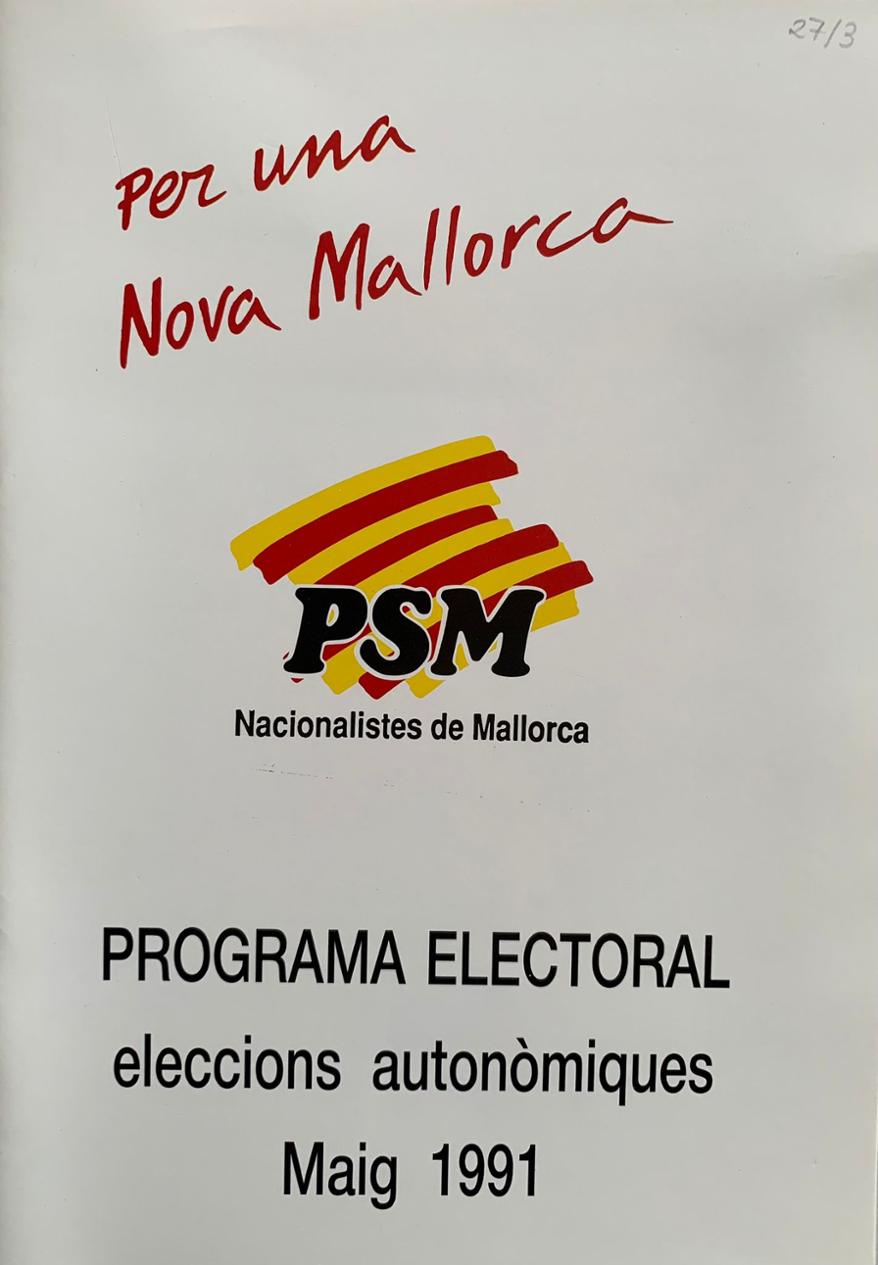 27/3
Per una
Nova Mallorca
PSM
Nacionalistes de Mallorca
PROGRAMA ELECTORAL
eleccions autonòmiques
Maig 1991